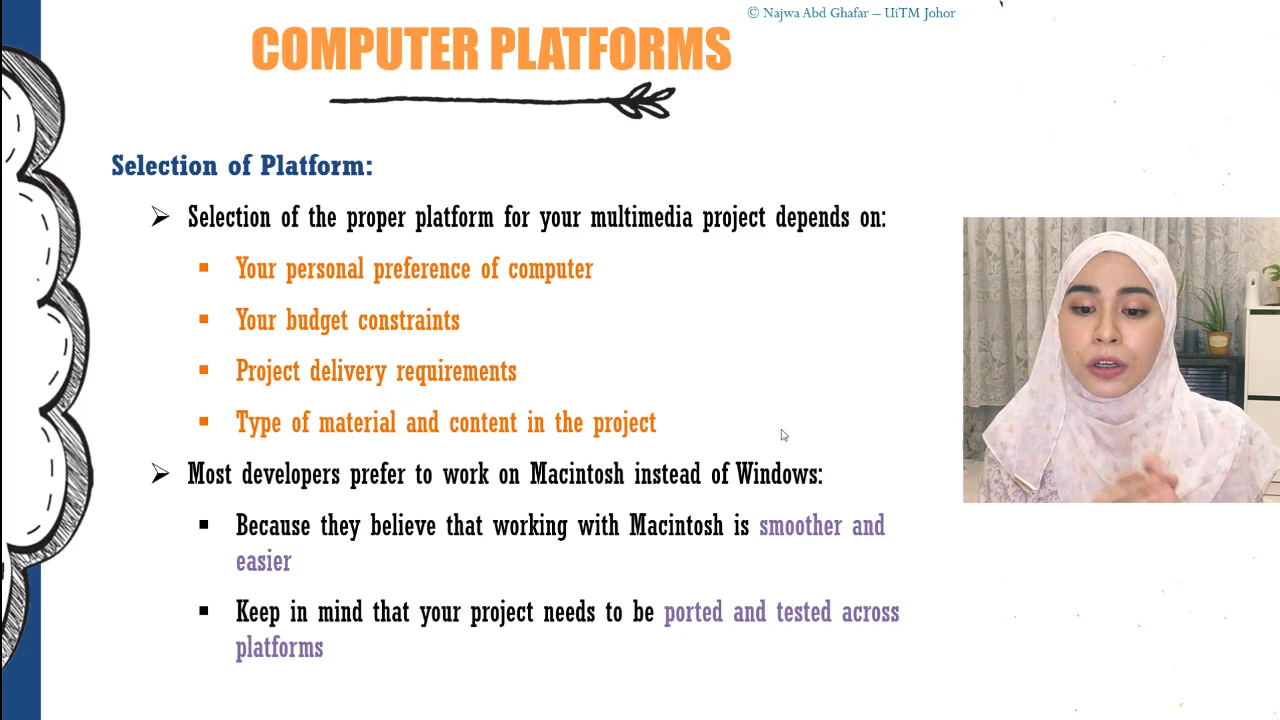 © Najwa Abd Ghafar – UiTM Johor
COMPUTER PLATFORMS
Selection of Platform:
Selection of the proper platform for your multimedia project depends on:
Your personal preference of computer
Your budget constraints
Project delivery requirements
Type of material and content in the project
Most developers prefer to work on Macintosh instead of Windows:
Because they believe that working with Macintosh is smoother and
easier
Keep in mind that your project needs to be ported and tested across
platforms